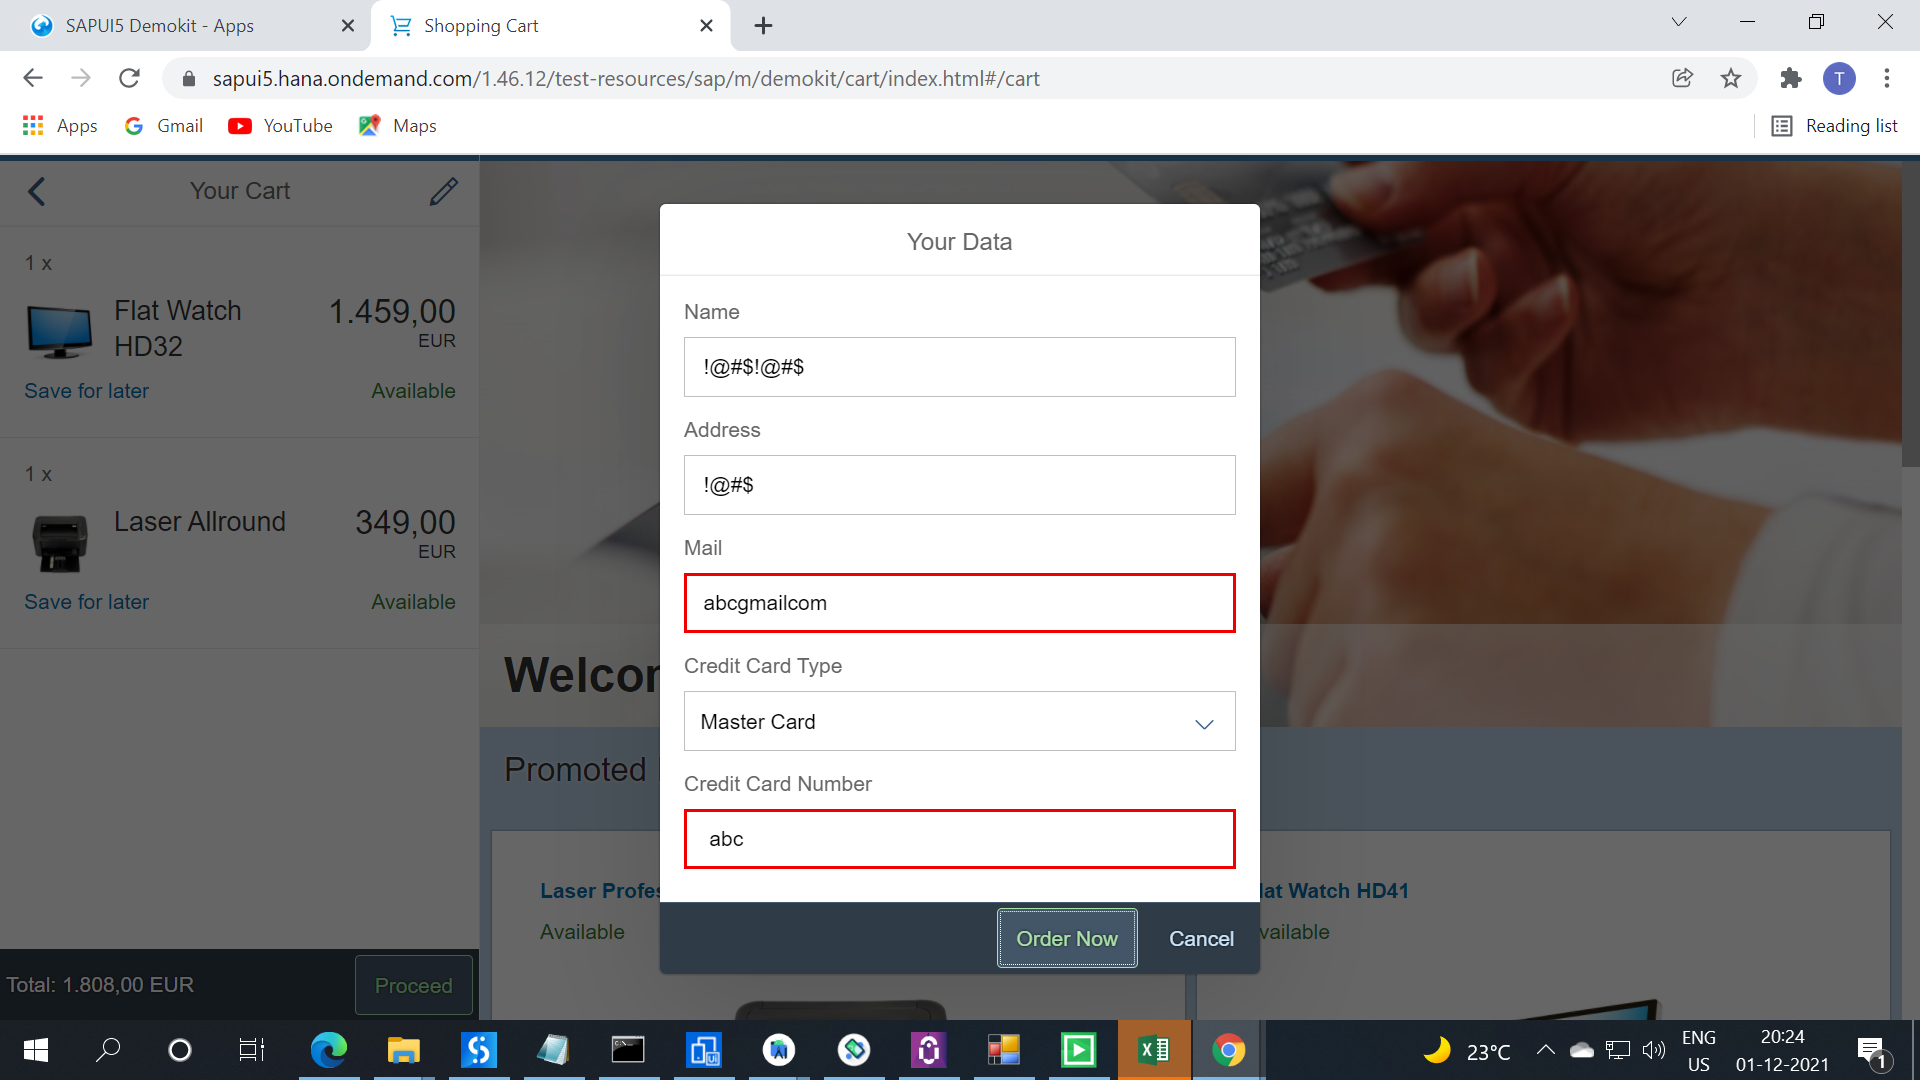 SAPUI5 Demokit - Apps
Shopping Cart
sapui5.hana.ondemand.com/1.46.12/test-resources/sap/m/demokit/cart/index.html#/cart
T
Apps
Gmail
YouTube
Maps
Reading list
Your Cart
1 x
Flat Watch
HD32
1.459,00
EUR
Save for later
Available
1 x
Laser Allround
349,00
EUR
Save for later
Available
Total: 1.808,00 EUR
Proceed
Welcom
Promoted
Laser Profes
Available
lat Watch HD41
vailable
Your Data
Name
!@#$!@#$
Address
!@#$
Mail
abcgmailcom
Credit Card Type
Master Card
Credit Card Number
abc
Order Now
Cancel
23°C
ENG
US
20:24
01-12-2021
1